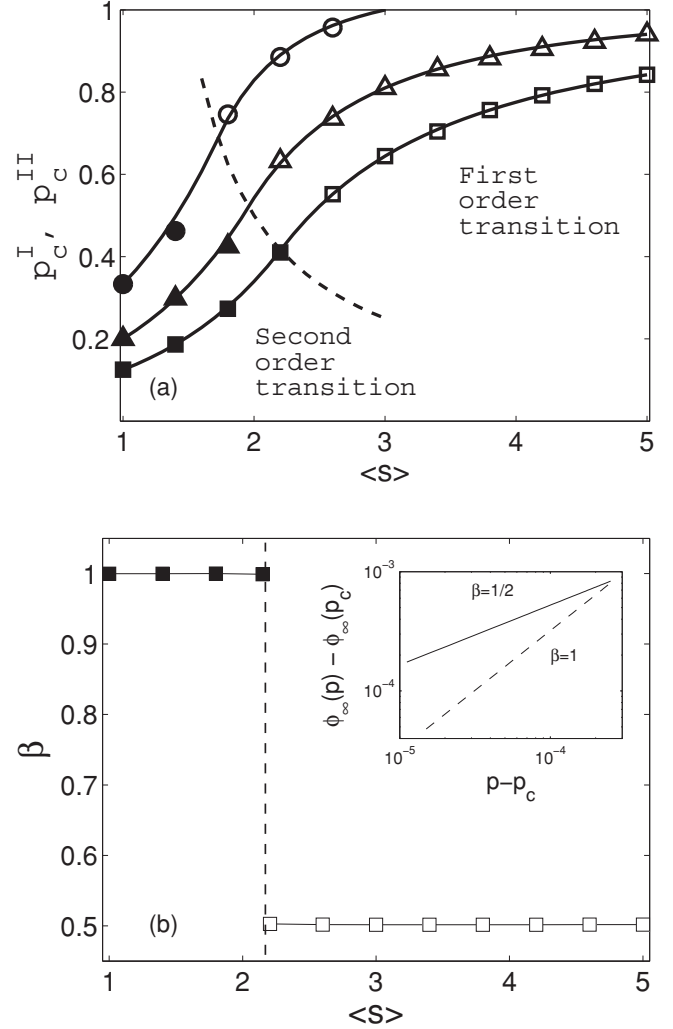 1
0.8
0.6
0.4
0.2
p_c^I, p_c^II
First
order
transition
Second
order
transition
(a)
1 2 3 4 5
<s>
1
0.9
0.8
0.7
0.6
0.5
β
10^-3
10^-4
ϕ_∞(p) − ϕ_∞(p_c)
β=1/2
β=1
10^-5 10^-4
p−p_c
(b)
1 2 3 4 5
<s>